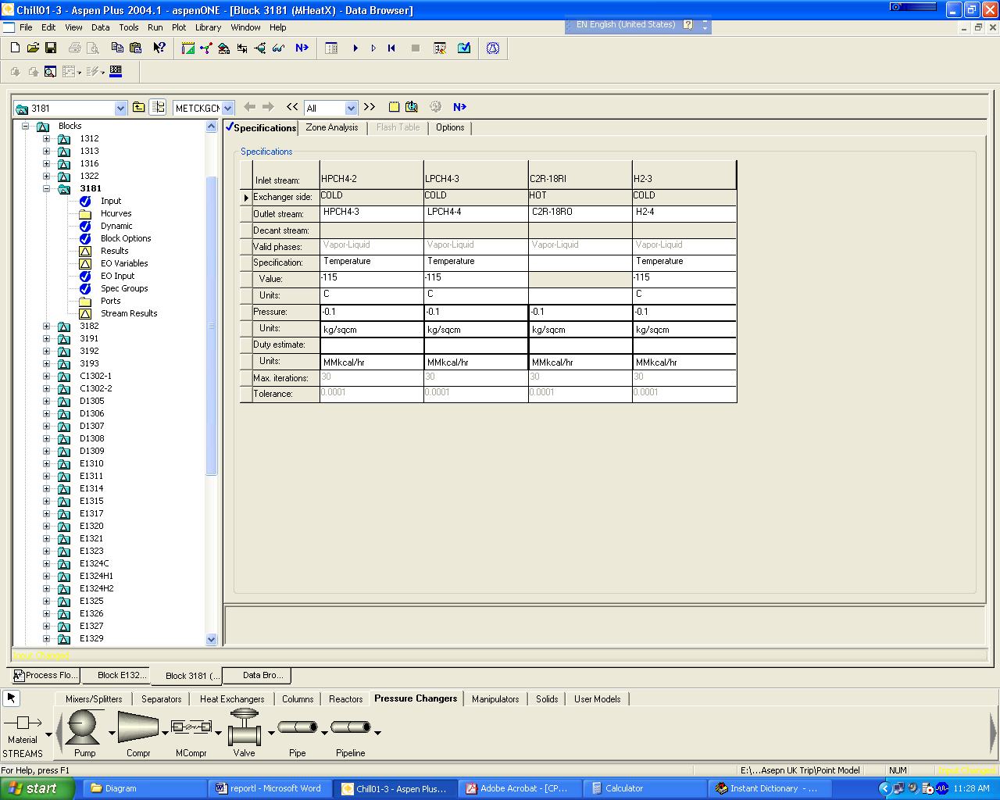 Chill01-3 - Aspen Plus 2004.1 - aspenONE - [Block 3181 (MHeatX) - Data Browser]
EN English (United States)
File Edit View Data Tools Run Plot Library Window Help
3181 METCKGCN All N>
Blocks
1312
1313
1316
1322
3181
Input
Hcurves
Dynamic
Block Options
Results
EO Variables
EO Input
Spec Groups
Ports
Stream Results
3182
3191
3192
3193
C1302-1
C1302-2
D1305
D1306
D1307
D1308
D1309
E1310
E1311
E1314
E1315
E1317
E1320
E1321
E1323
E1324C
E1324H1
E1324H2
E1325
E1326
E1327
E1329
Specifications Zone Analysis Flash Table Options
Specifications
Inlet stream: HPCH4-2 LPCH4-3 C2R-18RI H2-3
Exchanger side: COLD COLD HOT COLD
Outlet stream: HPCH4-3 LPCH4-4 C2R-18RO H2-4
Decant stream:
Valid phases: Vapor-Liquid Vapor-Liquid Vapor-Liquid Vapor-Liquid
Specification: Temperature Temperature Temperature
Value: -115 -115 -115
Units: C C C
Pressure: -0.1 -0.1 -0.1 -0.1
Units: kg/sqcm kg/sqcm kg/sqcm kg/sqcm
Duty estimate:
Units: MMkcal/hr MMkcal/hr MMkcal/hr MMkcal/hr
Max. iterations: 30 30 30 30
Tolerance: 0.0001 0.0001 0.0001 0.0001
Process Flo... Block E132... Block 3181 (... Data Bro...
Mixers/Splitters Separators Heat Exchangers Columns Reactors Pressure Changers Manipulators Solids User Models
Material
STREAMS
Pump Compr MCompr Valve Pipe Pipeline
For Help, press F1 E:\...Asepn UK Trip\Point Model NUM Input Changed
start Diagram reportl - Microsoft Word Chill01-3 - Aspen Plus... Adobe Acrobat - [CP... Calculator Instant Dictionary - ... 11:28 AM